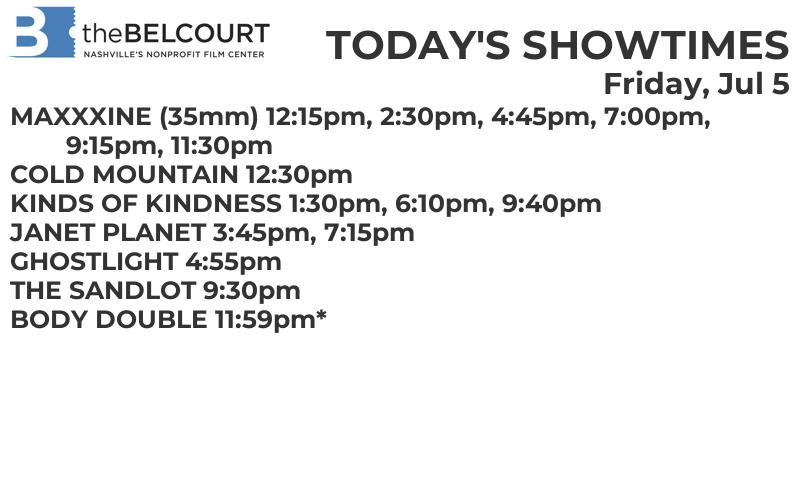 B theBELCOURT
NASHVILLE'S NONPROFIT FILM CENTER
TODAY'S SHOWTIMES
Friday, Jul 5
MAXXXINE (35mm) 12:15pm, 2:30pm, 4:45pm, 7:00pm,
9:15pm, 11:30pm
COLD MOUNTAIN 12:30pm
KINDS OF KINDNESS 1:30pm, 6:10pm, 9:40pm
JANET PLANET 3:45pm, 7:15pm
GHOSTLIGHT 4:55pm
THE SANDLOT 9:30pm
BODY DOUBLE 11:59pm*